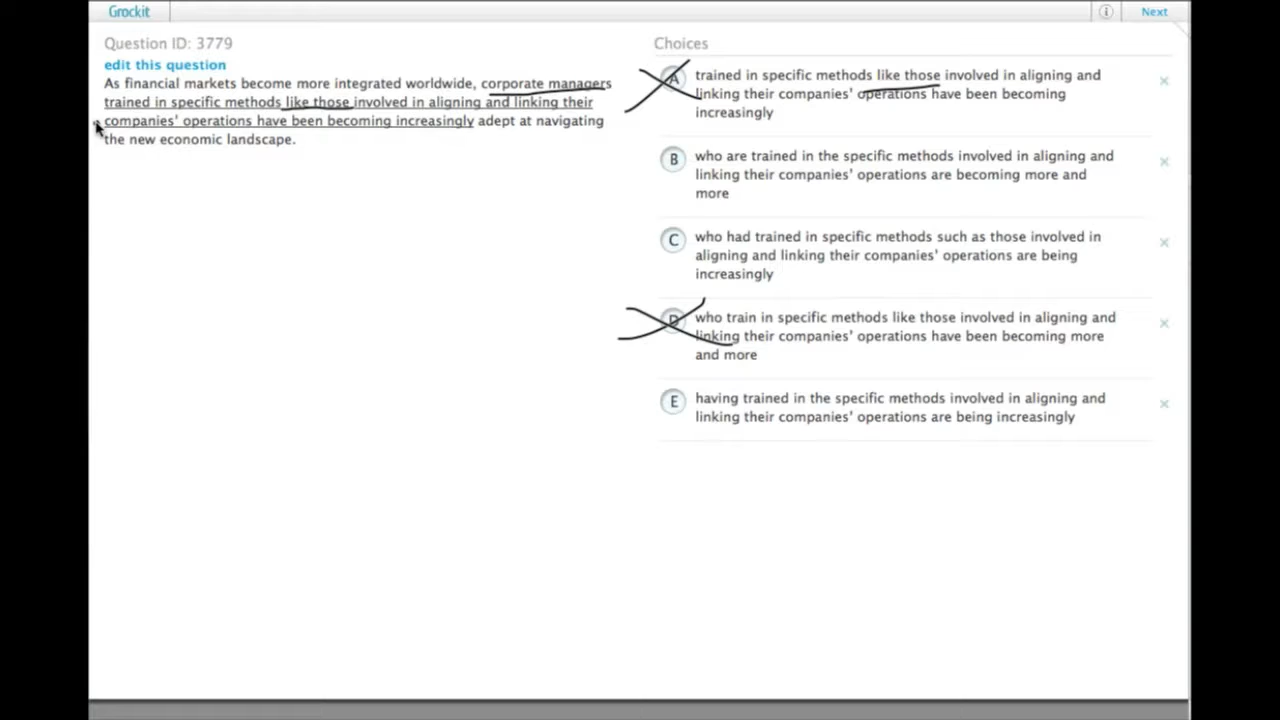 Grockit
Next
Question ID: 3779
edit this question
As financial markets become more integrated worldwide, corporate managers
trained in specific methods like those involved in aligning and linking their
companies' operations have been becoming increasingly adept at navigating
the new economic landscape.
Choices
A trained in specific methods like those involved in aligning and
linking their companies' operations have been becoming
increasingly
B who are trained in the specific methods involved in aligning and
linking their companies' operations are becoming more and
more
C who had trained in specific methods such as those involved in
aligning and linking their companies' operations are being
increasingly
D who train in specific methods like those involved in aligning and
linking their companies' operations have been becoming more
and more
E having trained in the specific methods involved in aligning and
linking their companies' operations are being increasingly